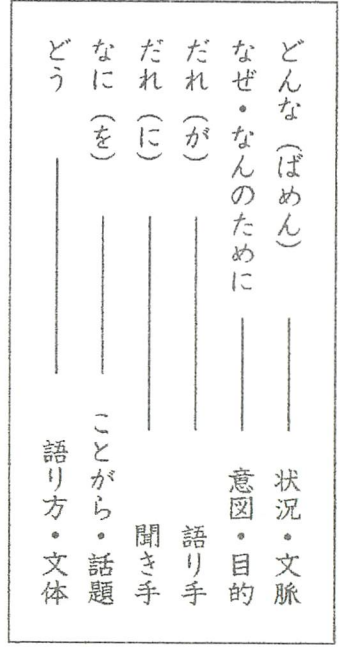 どんな（ばめん）――状況・文脈
なぜ・なんのために――意図・目的
だれ（が）――語り手
だれ（に）――聞き手
なに（を）――ことがら・話題
どう――語り方・文体